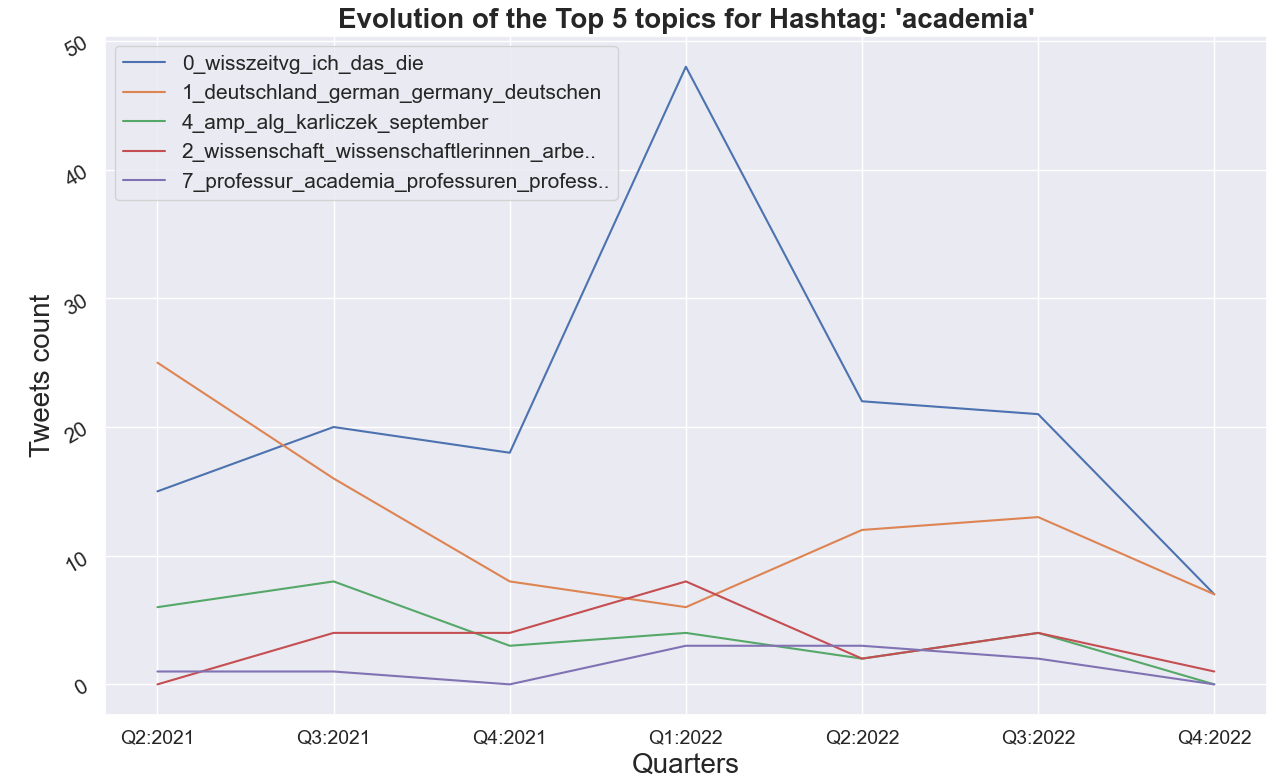 Evolution of the Top 5 topics for Hashtag: 'academia'
0_wisszeitvg_ich_das_die
1_deutschland_german_germany_deutschen
4_amp_alg_karliczek_september
2_wissenschaft_wissenschaftlerinnen_arbe..
7_professur_academia_professuren_profess..
Tweets count
50
40
30
20
10
0
Q2:2021 Q3:2021 Q4:2021 Q1:2022 Q2:2022 Q3:2022 Q4:2022
Quarters